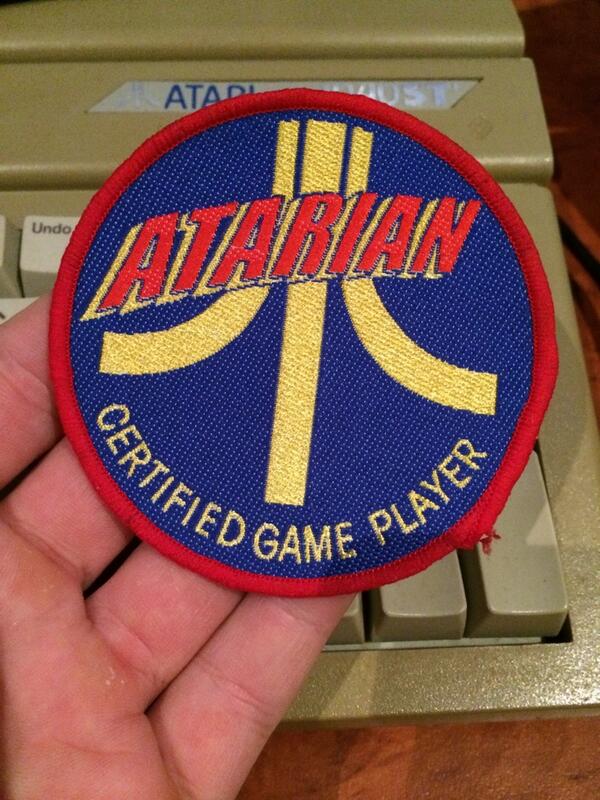 ATARI
Undo
ATARIAN
CERTIFIED GAME PLAYER